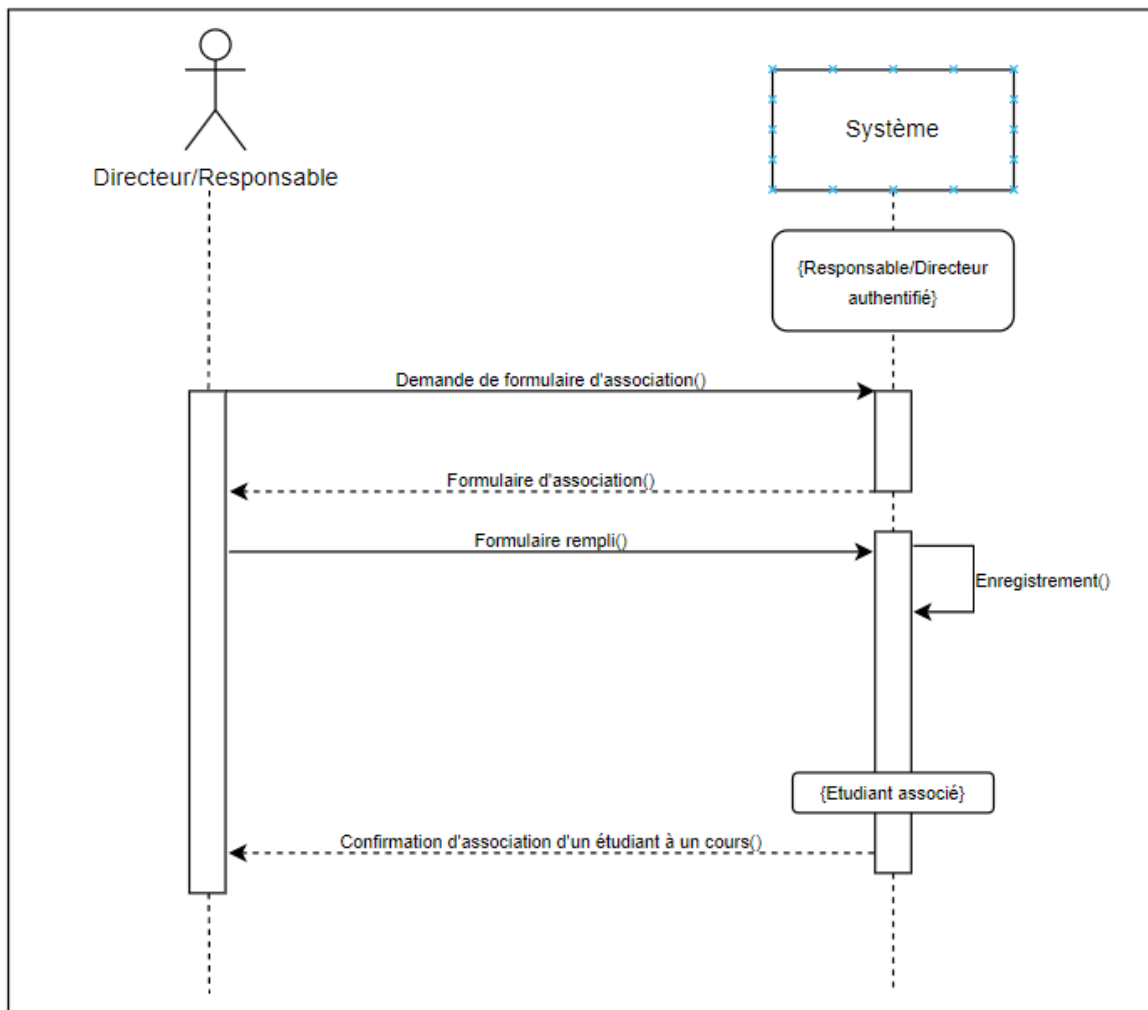 Directeur/Responsable
Système
{Responsable/Directeur
authentifié}
Demande de formulaire d'association()
Formulaire d'association()
Formulaire rempli()
Enregistrement()
{Etudiant associé}
Confirmation d'association d'un étudiant à un cours()